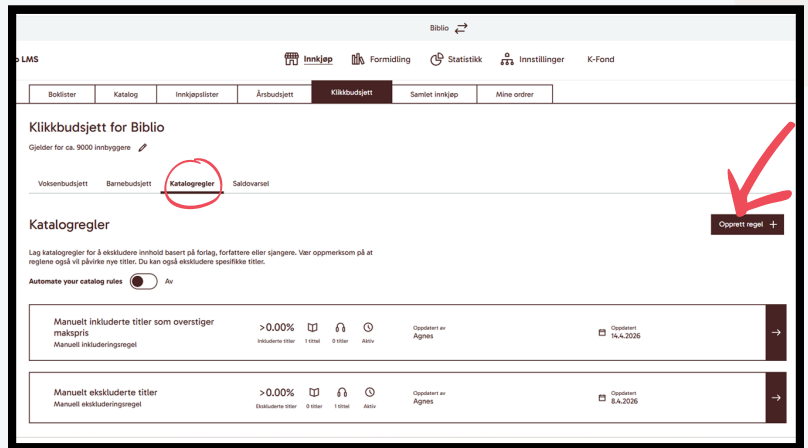 Biblio
o LMS
Innkjøp
Formidling
Statistikk
Innstillinger
K-Fond
Boklister
Katalog
Innkjøpslister
Årsbudsjett
Klikkbudsjett
Samlet innkjøp
Mine ordrer
Klikkbudsjett for Biblio
Gjelder for ca. 9000 innbyggere
Voksenbudsjett
Barnebudsjett
Katalogregler
Saldovarsel
Katalogregler
Opprett regel +
Lag katalogregler for å ekskludere innhold basert på forlag, forfattere eller sjangere. Vær oppmerksom på at
reglene også vil påvirke nye titler. Du kan også ekskludere spesifikke titler.
Automate your catalog rules
Av
Manuelt inkluderte titler som overstiger
makspris
Manuell inkluderingsregel
>0.00%
Inkluderte titler
1 tittel
0 titler
Aktiv
Oppdatert av
Agnes
Oppdatert
14.4.2026
Manuelt ekskluderte titler
Manuell ekskluderingsregel
>0.00%
Ekskluderte titler
0 titler
1 tittel
Aktiv
Oppdatert av
Agnes
Oppdatert
8.4.2026